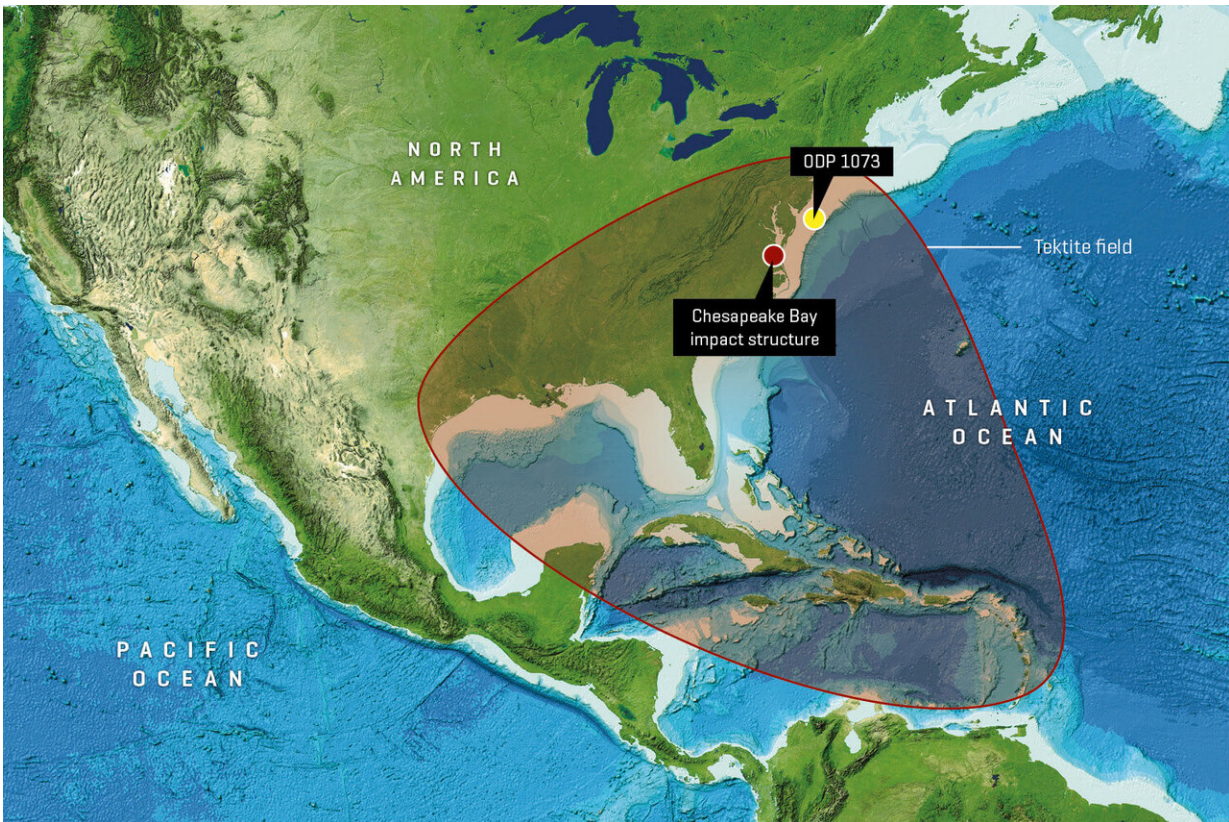 NORTH
AMERICA
ODP 1073
Tektite field
Chesapeake Bay
impact structure
ATLANTIC
OCEAN
PACIFIC
OCEAN